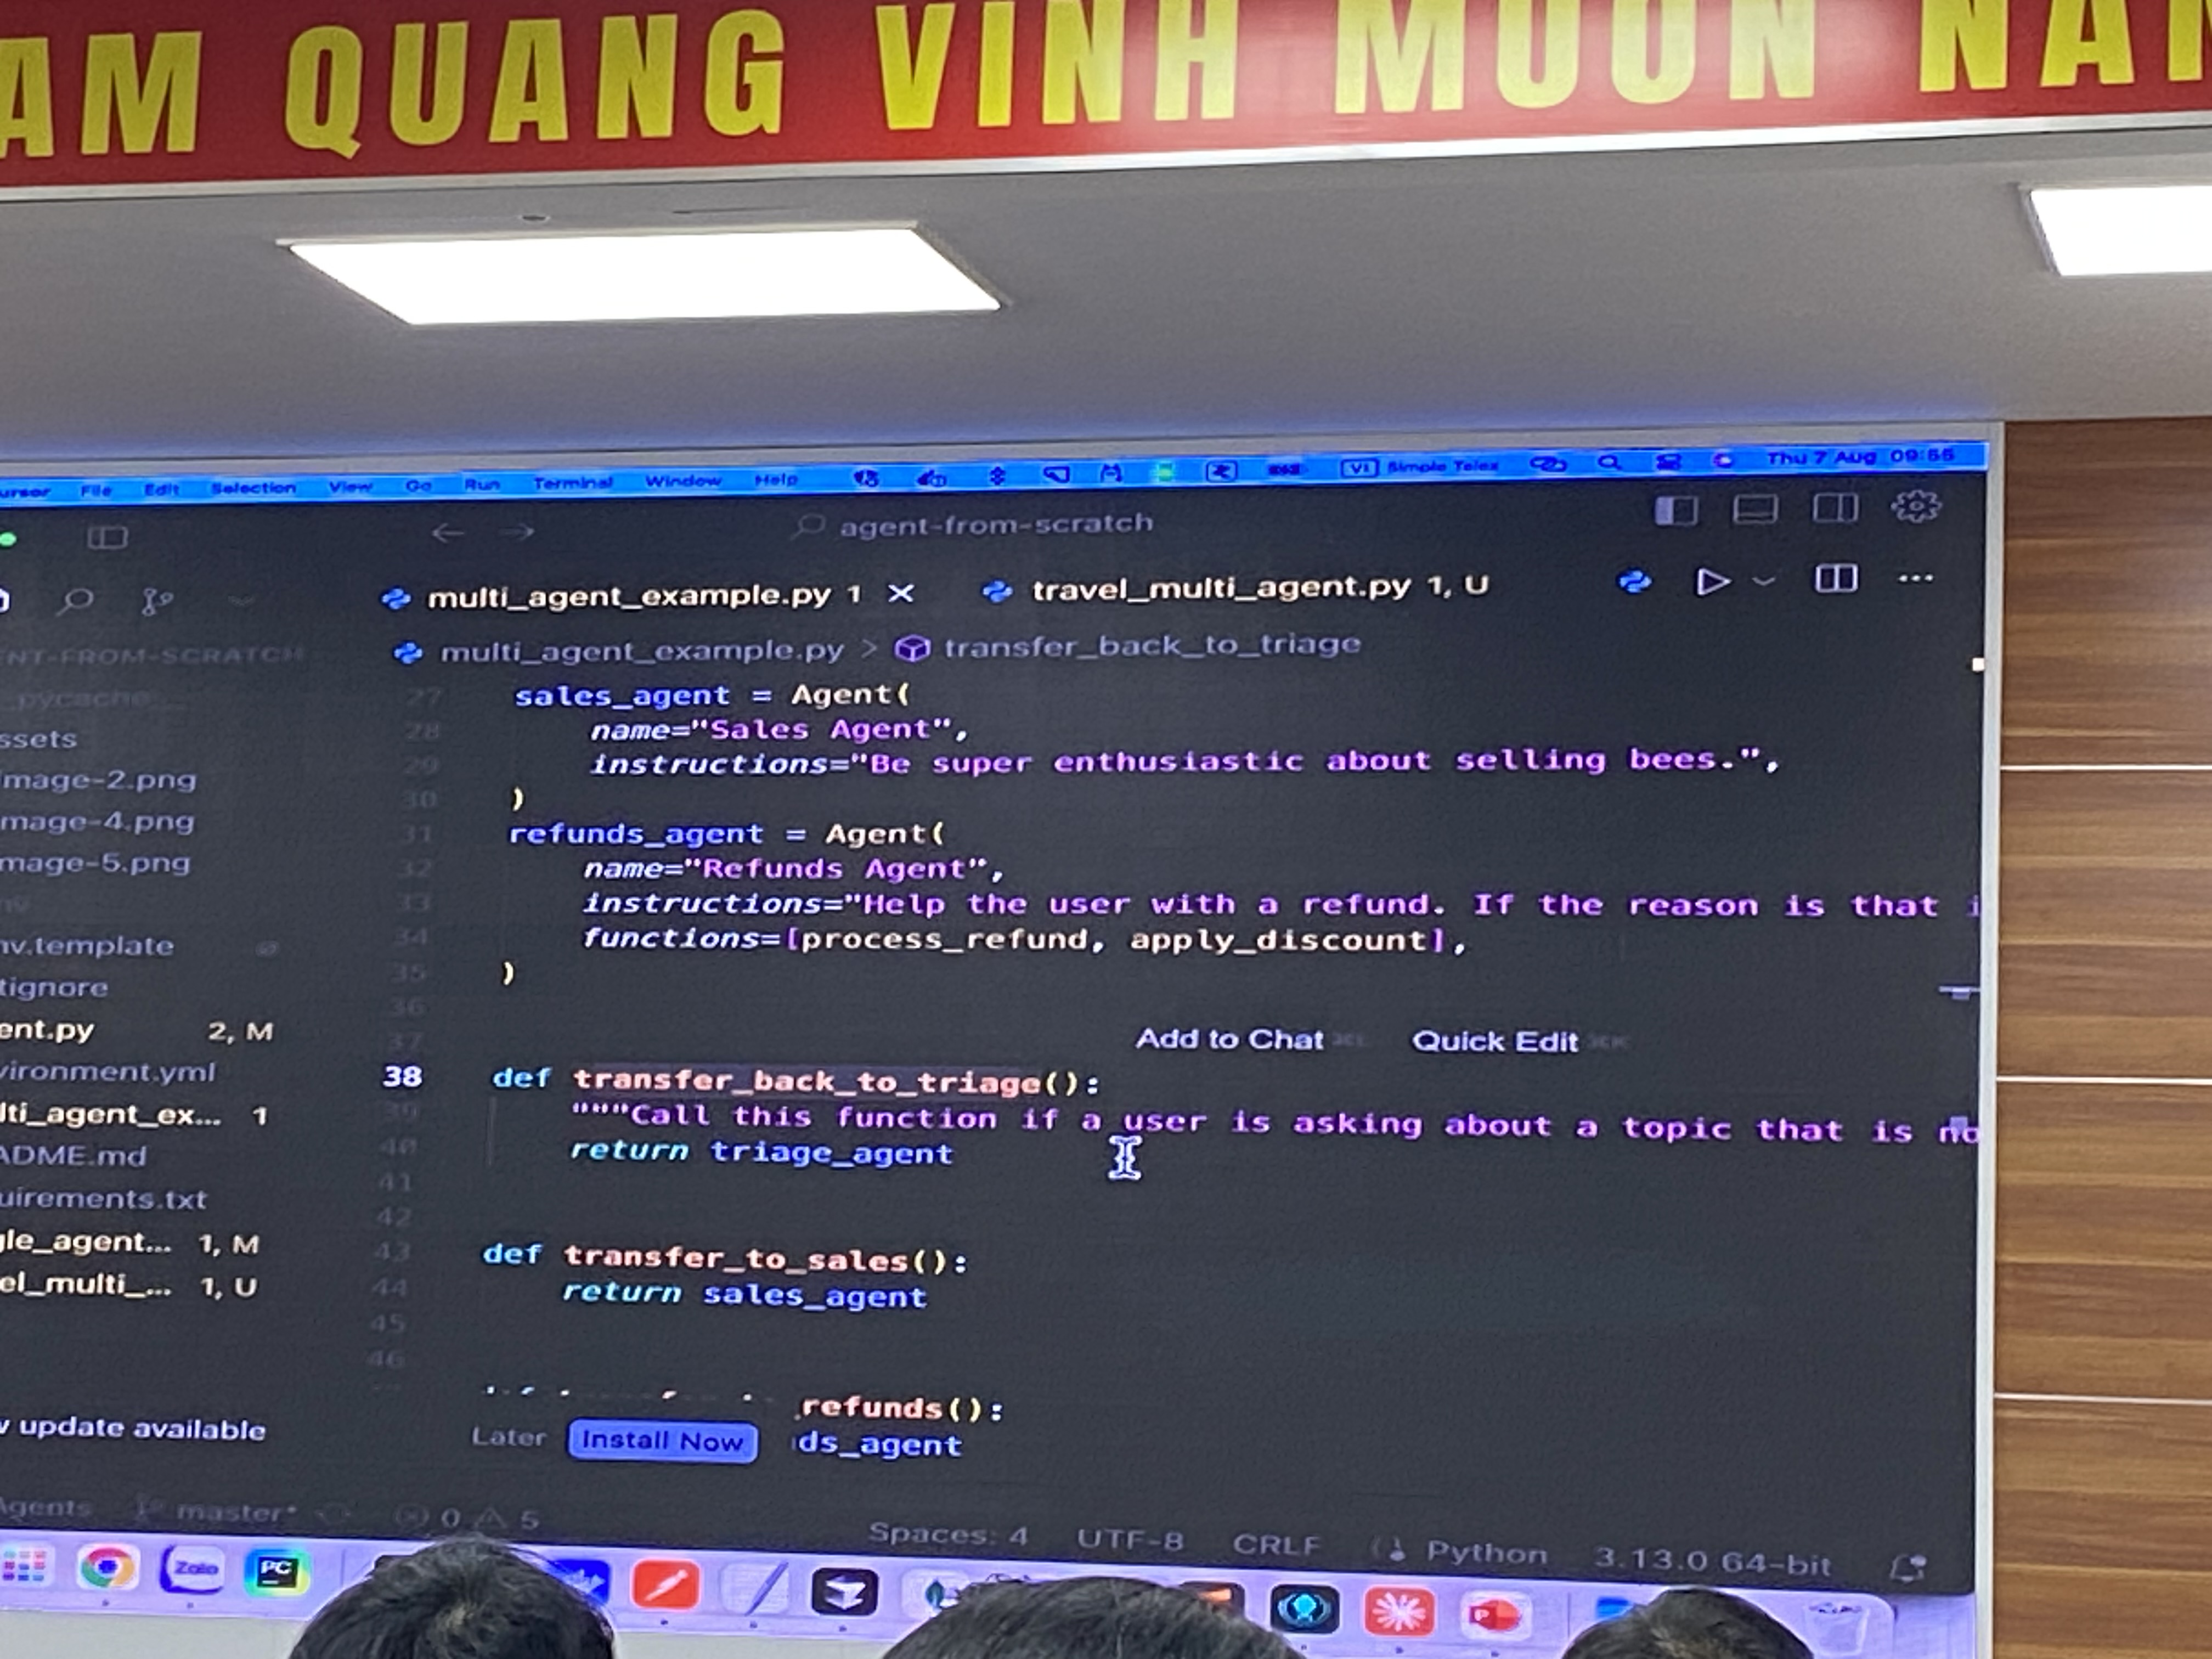 AM QUANG VINH MUÔN NĂ
ursor File Edit Selection View Go Run Terminal Window Help VI Simple Telex Thu 7 Aug 09:55
agent-from-scratch
multi_agent_example.py 1 travel_multi_agent.py 1, U
ENT-FROM-SCRATCH
multi_agent_example.py > transfer_back_to_triage
_pycache_
ssets
mage-2.png
mage-4.png
mage-5.png
nv
nv.template
tignore
ent.py 2, M
vironment.yml
lti_agent_ex... 1
ADME.md
uirements.txt
gle_agent... 1, M
el_multi_... 1, U
27 sales_agent = Agent(
28 name="Sales Agent",
29 instructions="Be super enthusiastic about selling bees.",
30 )
31 refunds_agent = Agent(
32 name="Refunds Agent",
33 instructions="Help the user with a refund. If the reason is that i
34 functions=[process_refund, apply_discount],
35 )
36
37
Add to Chat Quick Edit
38 def transfer_back_to_triage():
39 """Call this function if a user is asking about a topic that is no
40 return triage_agent
41
42
43 def transfer_to_sales():
44 return sales_agent
45
46
refunds():
ds_agent
update available
Later Install Now
Agents master* 0 5
Spaces: 4 UTF-8 CRLF Python 3.13.0 64-bit
Zalo PC
P